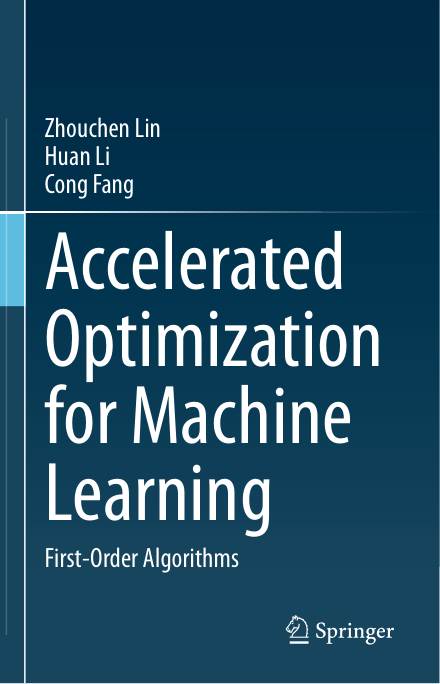 Zhouchen Lin
Huan Li
Cong Fang
Accelerated
Optimization
for Machine
Learning
First-Order Algorithms
Springer